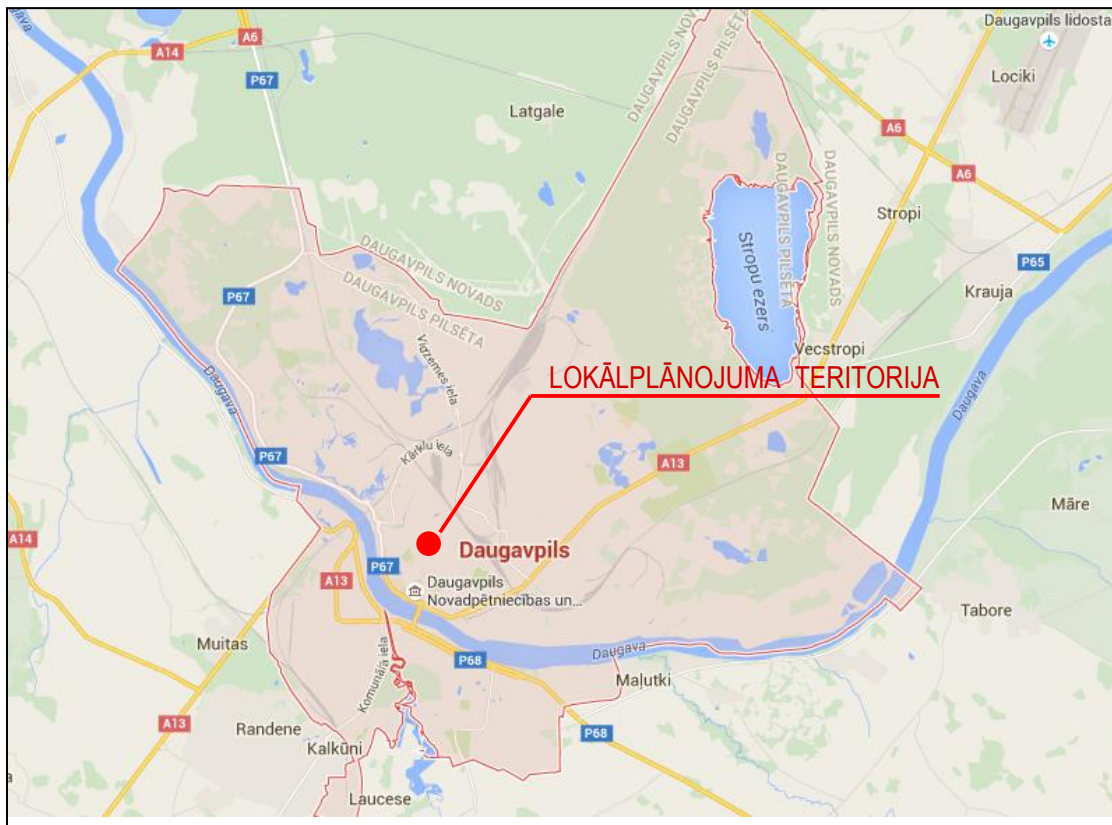 Daugavpils lidosta
A6
A14
P67
DAUGAVPILS NOV
DAUGAVPILS PILSĒTA
Lociki
Latgale
A6
A6
DAUGAVPILS PILSĒTA
DAUGAVPILS NOVADS
Stropi
Stropu ezers
DAUGAVPILS NOVADS
DAUGAVPILS PILSĒTA
P65
Krauja
P67
Vidzemes iela
Vecstropi
Daugava
LOKĀLPLĀNOJUMA TERITORIJA
Daugava
Kārklu iela
P67
A13
Māre
A14
Daugavpils
P67
A13
Daugavpils
Novadpētniecības un...
Tabore
Muitas
Komunālā iela
P68
Daugava
Maļutki
A13
Randene
Kalkūni
P68
Laucese